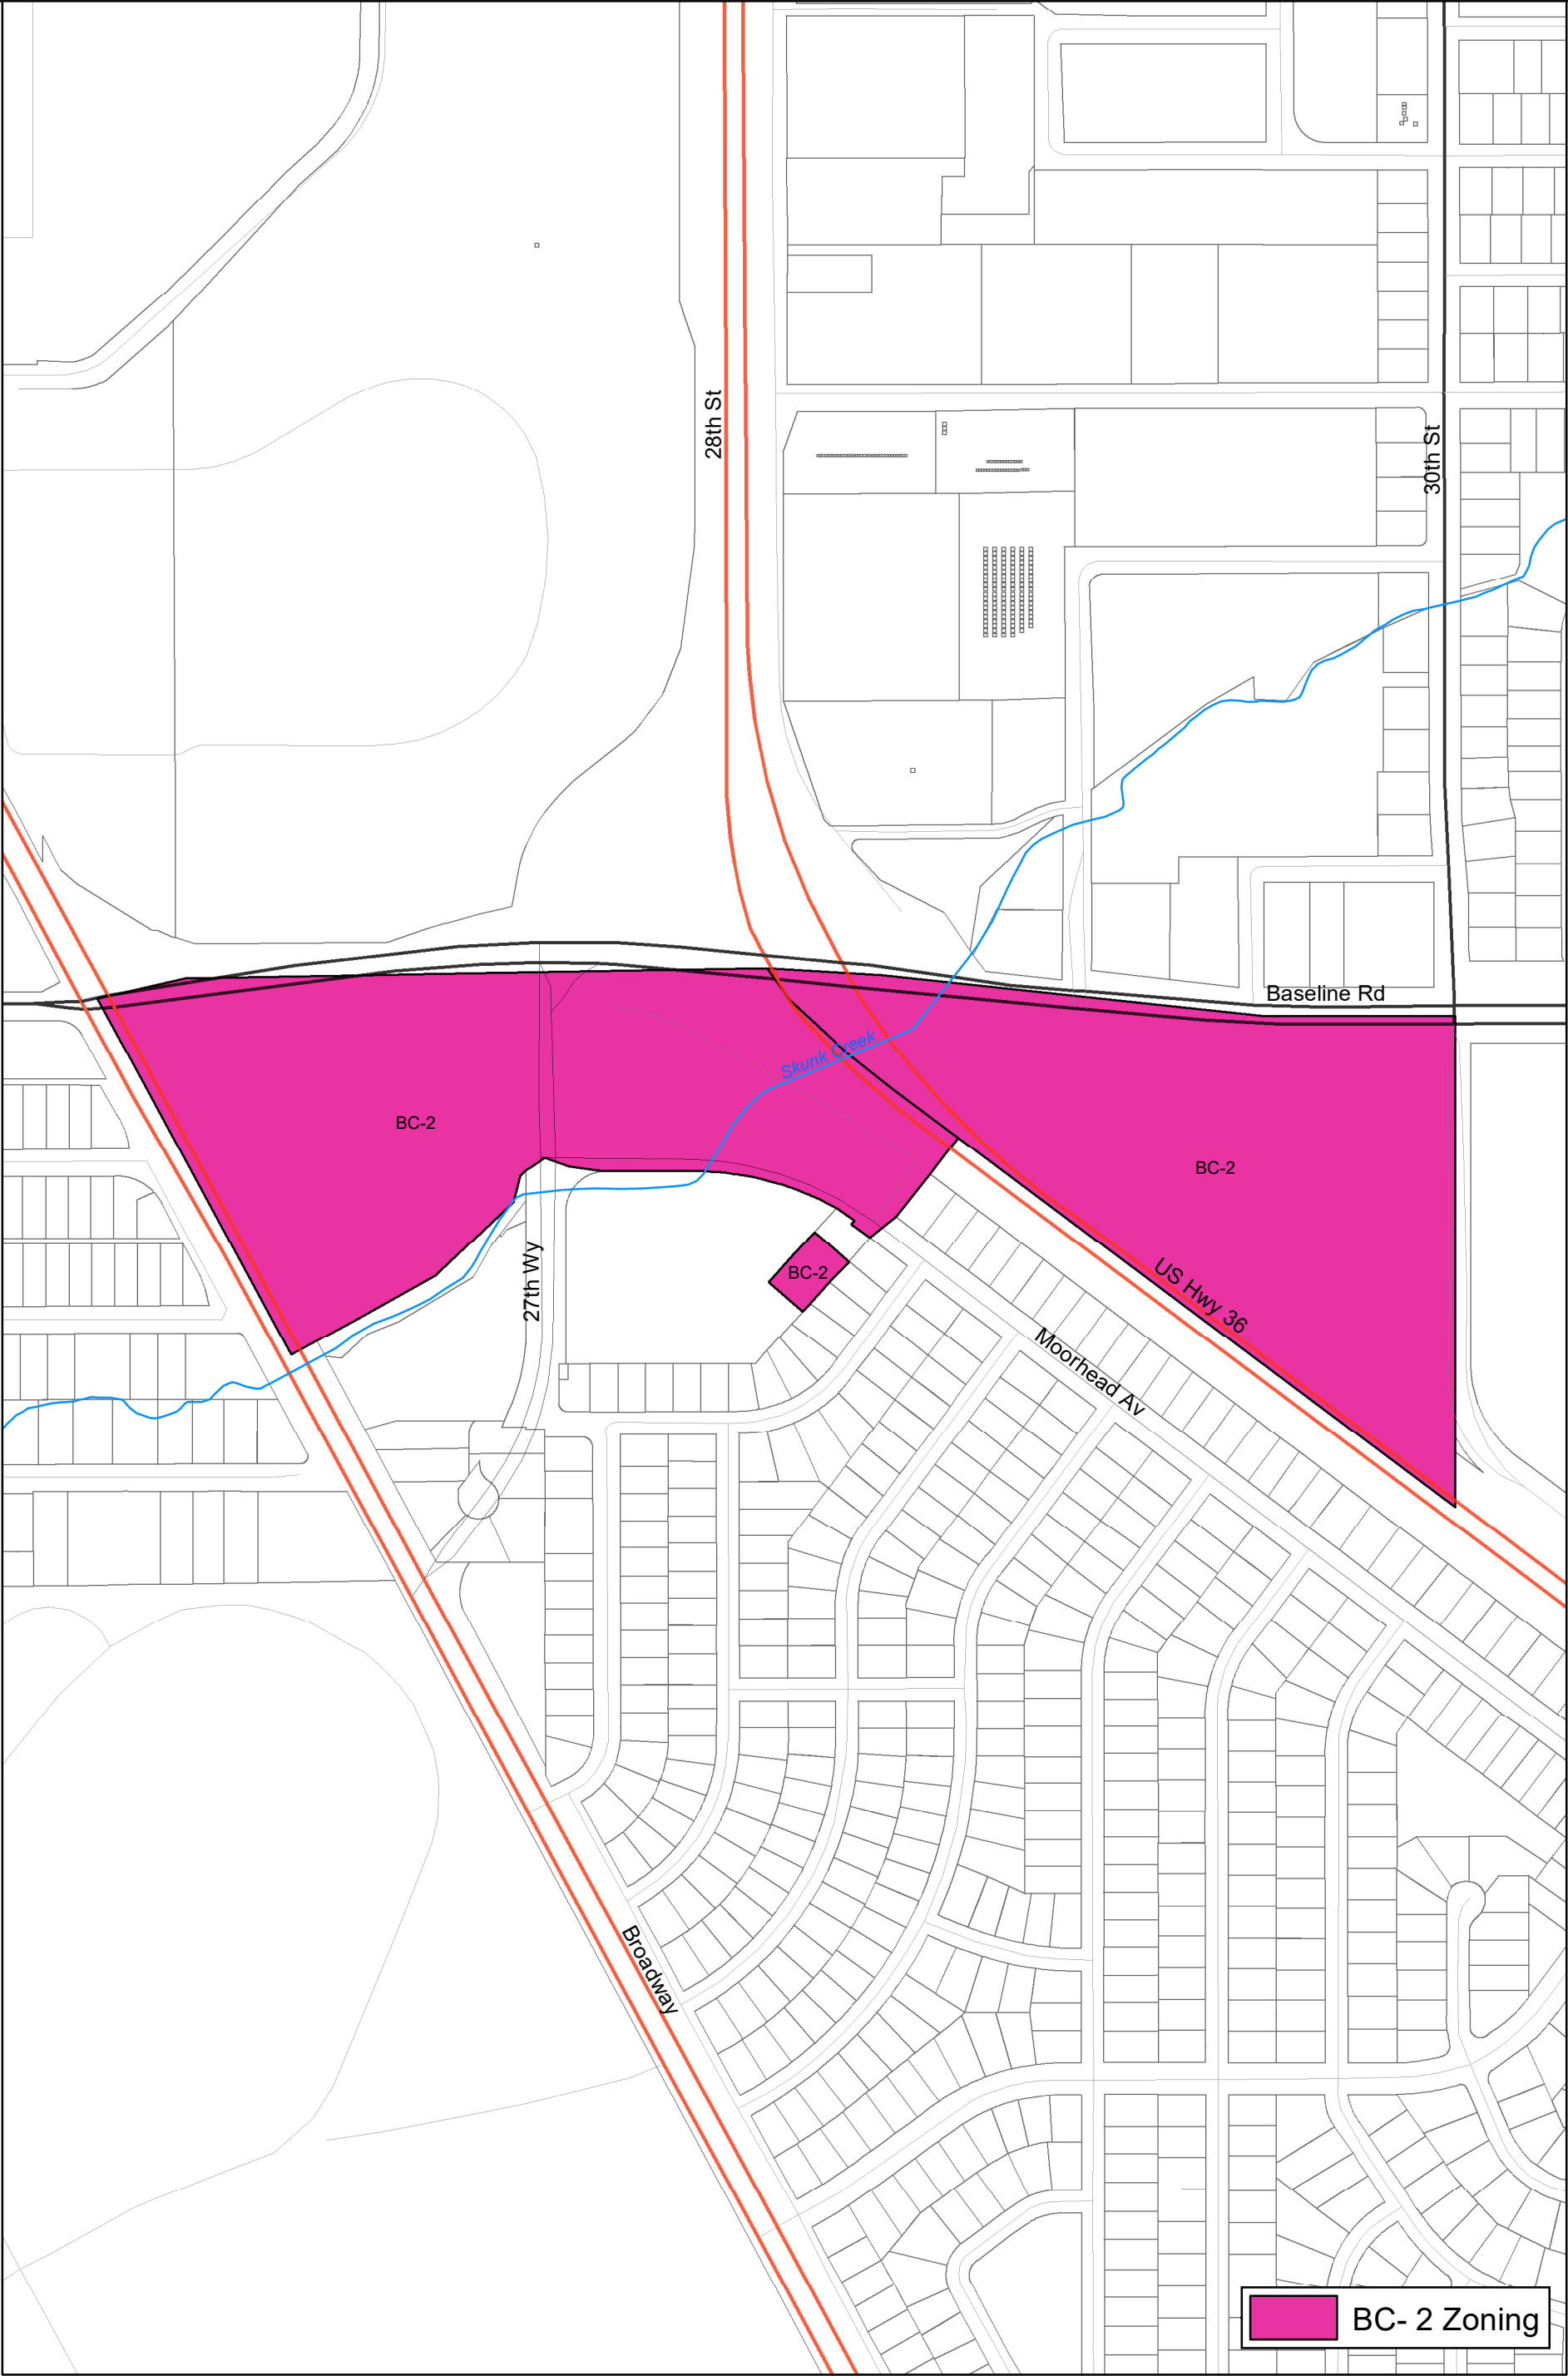 28th St
30th St
Baseline Rd
Skunk Creek
BC-2
BC-2
27th Wy
BC-2
US Hwy 36
Moorhead Av
Broadway
BC- 2 Zoning